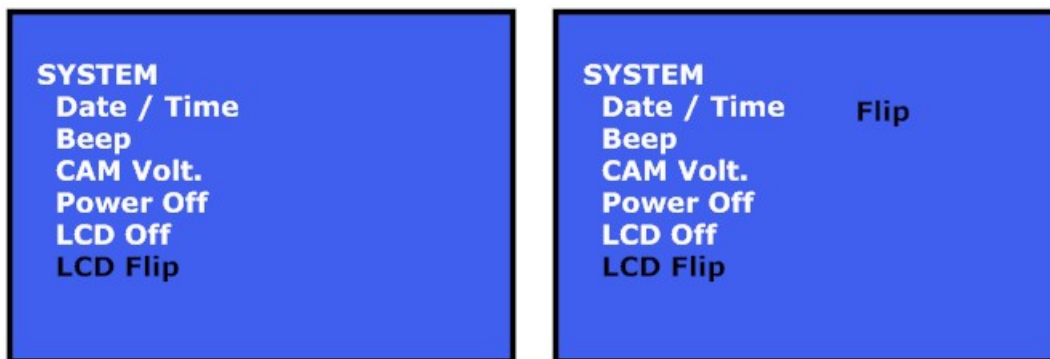 SYSTEM
Date / Time
Beep
CAM Volt.
Power Off
LCD Off
LCD Flip
SYSTEM
Date / Time
Flip
Beep
CAM Volt.
Power Off
LCD Off
LCD Flip